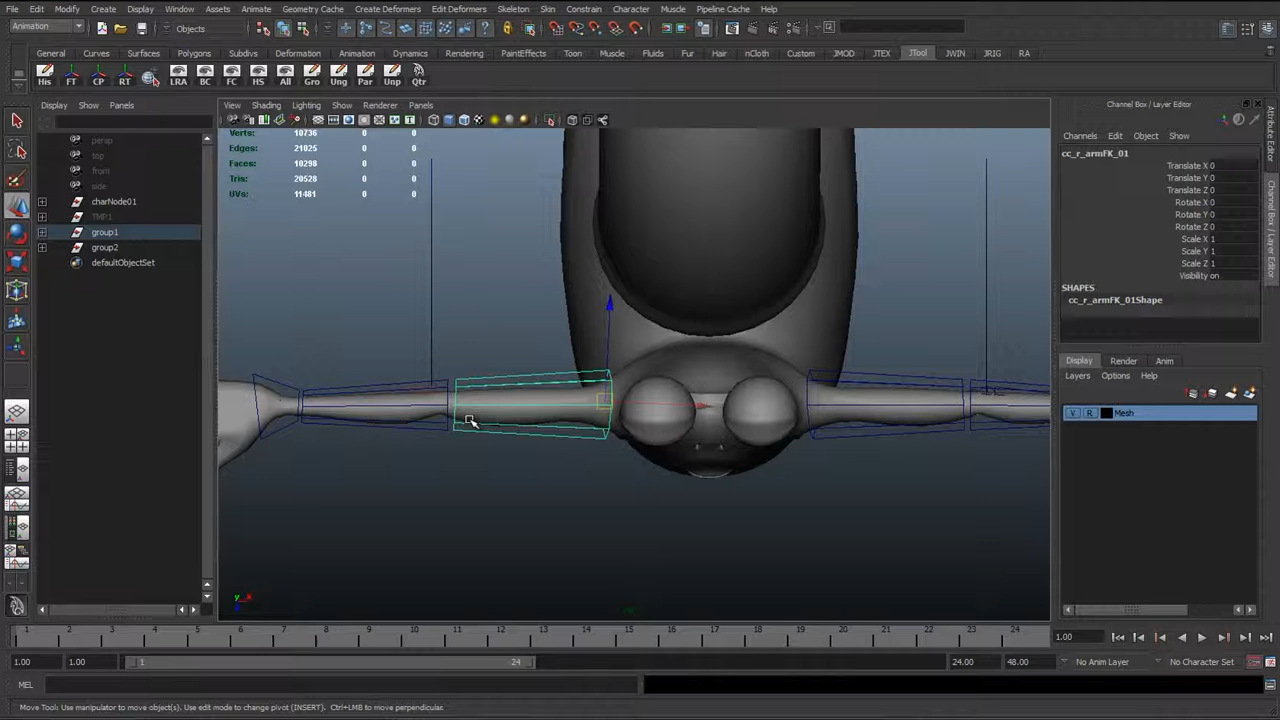 File Edit Modify Create Display Window Assets Animate Geometry Cache Create Deformers Edit Deformers Skeleton Skin Constrain Character Muscle Pipeline Cache Help
Animation Objects
General Curves Surfaces Polygons Subdivs Deformation Animation Dynamics Rendering PaintEffects Toon Muscle Fluids Fur Hair nCloth Custom JMOD JTEX JTool JWIN JRIG RA
His FT CP RT LRA BC FC HS All Gro Ung Par Unp Qtr
Display Show Panels
View Shading Lighting Show Renderer Panels
Channel Box / Layer Editor
persp
top
front
side
charNode01
TMP1
group1
group2
defaultObjectSet
Verts: 10736 0 0
Edges: 21025 0 0
Faces: 10298 0 0
Tris: 20528 0 0
UVs: 11481 0 0
Channels Edit Object Show
cc_r_armFK_01
Translate X 0
Translate Y 0
Translate Z 0
Rotate X 0
Rotate Y 0
Rotate Z 0
Scale X 1
Scale Y 1
Scale Z 1
Visibility on
SHAPES
cc_r_armFK_01Shape
Attribute Editor
Channel Box / Layer Editor
Display Render Anim
Layers Options Help
V R Mesh
y x
1 2 3 4 5 6 7 8 9 10 11 12 13 14 15 16 17 18 19 20 21 22 23 24
1.00
1.00 1.00 1 24 24.00 48.00 No Anim Layer No Character Set
MEL
Move Tool: Use manipulator to move object(s). Use edit mode to change pivot (INSERT). Ctrl+LMB to move perpendicular.